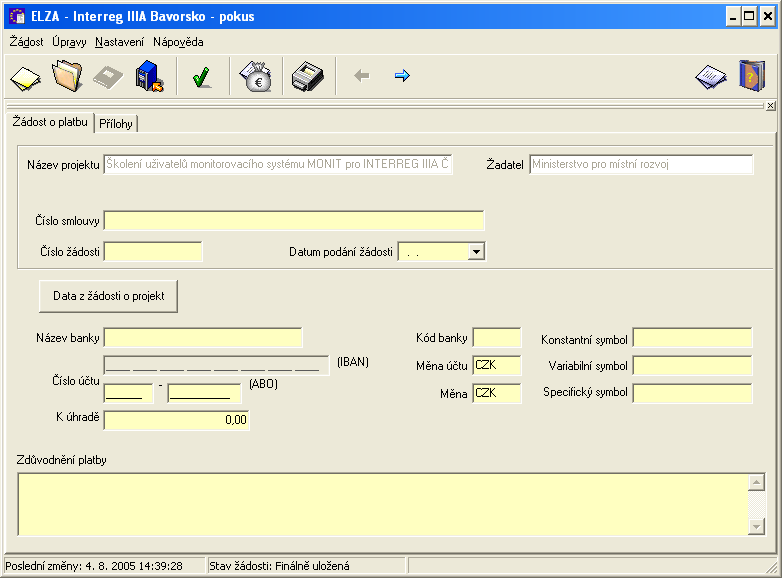 ELZA - Interreg IIIA Bavorsko - pokus
Žádost Úpravy Nastavení Nápověda
Žádost o platbu Přílohy
Název projektu Školení uživatelů monitorovacího systému MONIT pro INTERREG IIIA Č Žadatel Ministerstvo pro místní rozvoj
Číslo smlouvy
Číslo žádosti Datum podání žádosti . .
Data z žádosti o projekt
Název banky Kód banky Konstantní symbol
(IBAN) Měna účtu CZK Variabilní symbol
Číslo účtu - (ABO) Měna CZK Specifický symbol
K úhradě 0,00
Zdůvodnění platby
Poslední změny: 4. 8. 2005 14:39:28 Stav žádosti: Finálně uložená